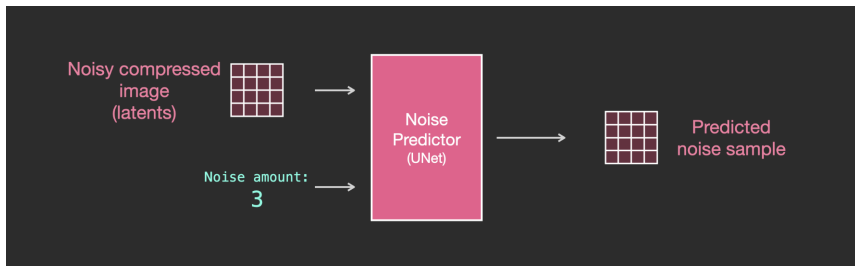 Noisy compressed
image
(latents)
Noise amount:
3
Noise
Predictor
(UNet)
Predicted
noise sample